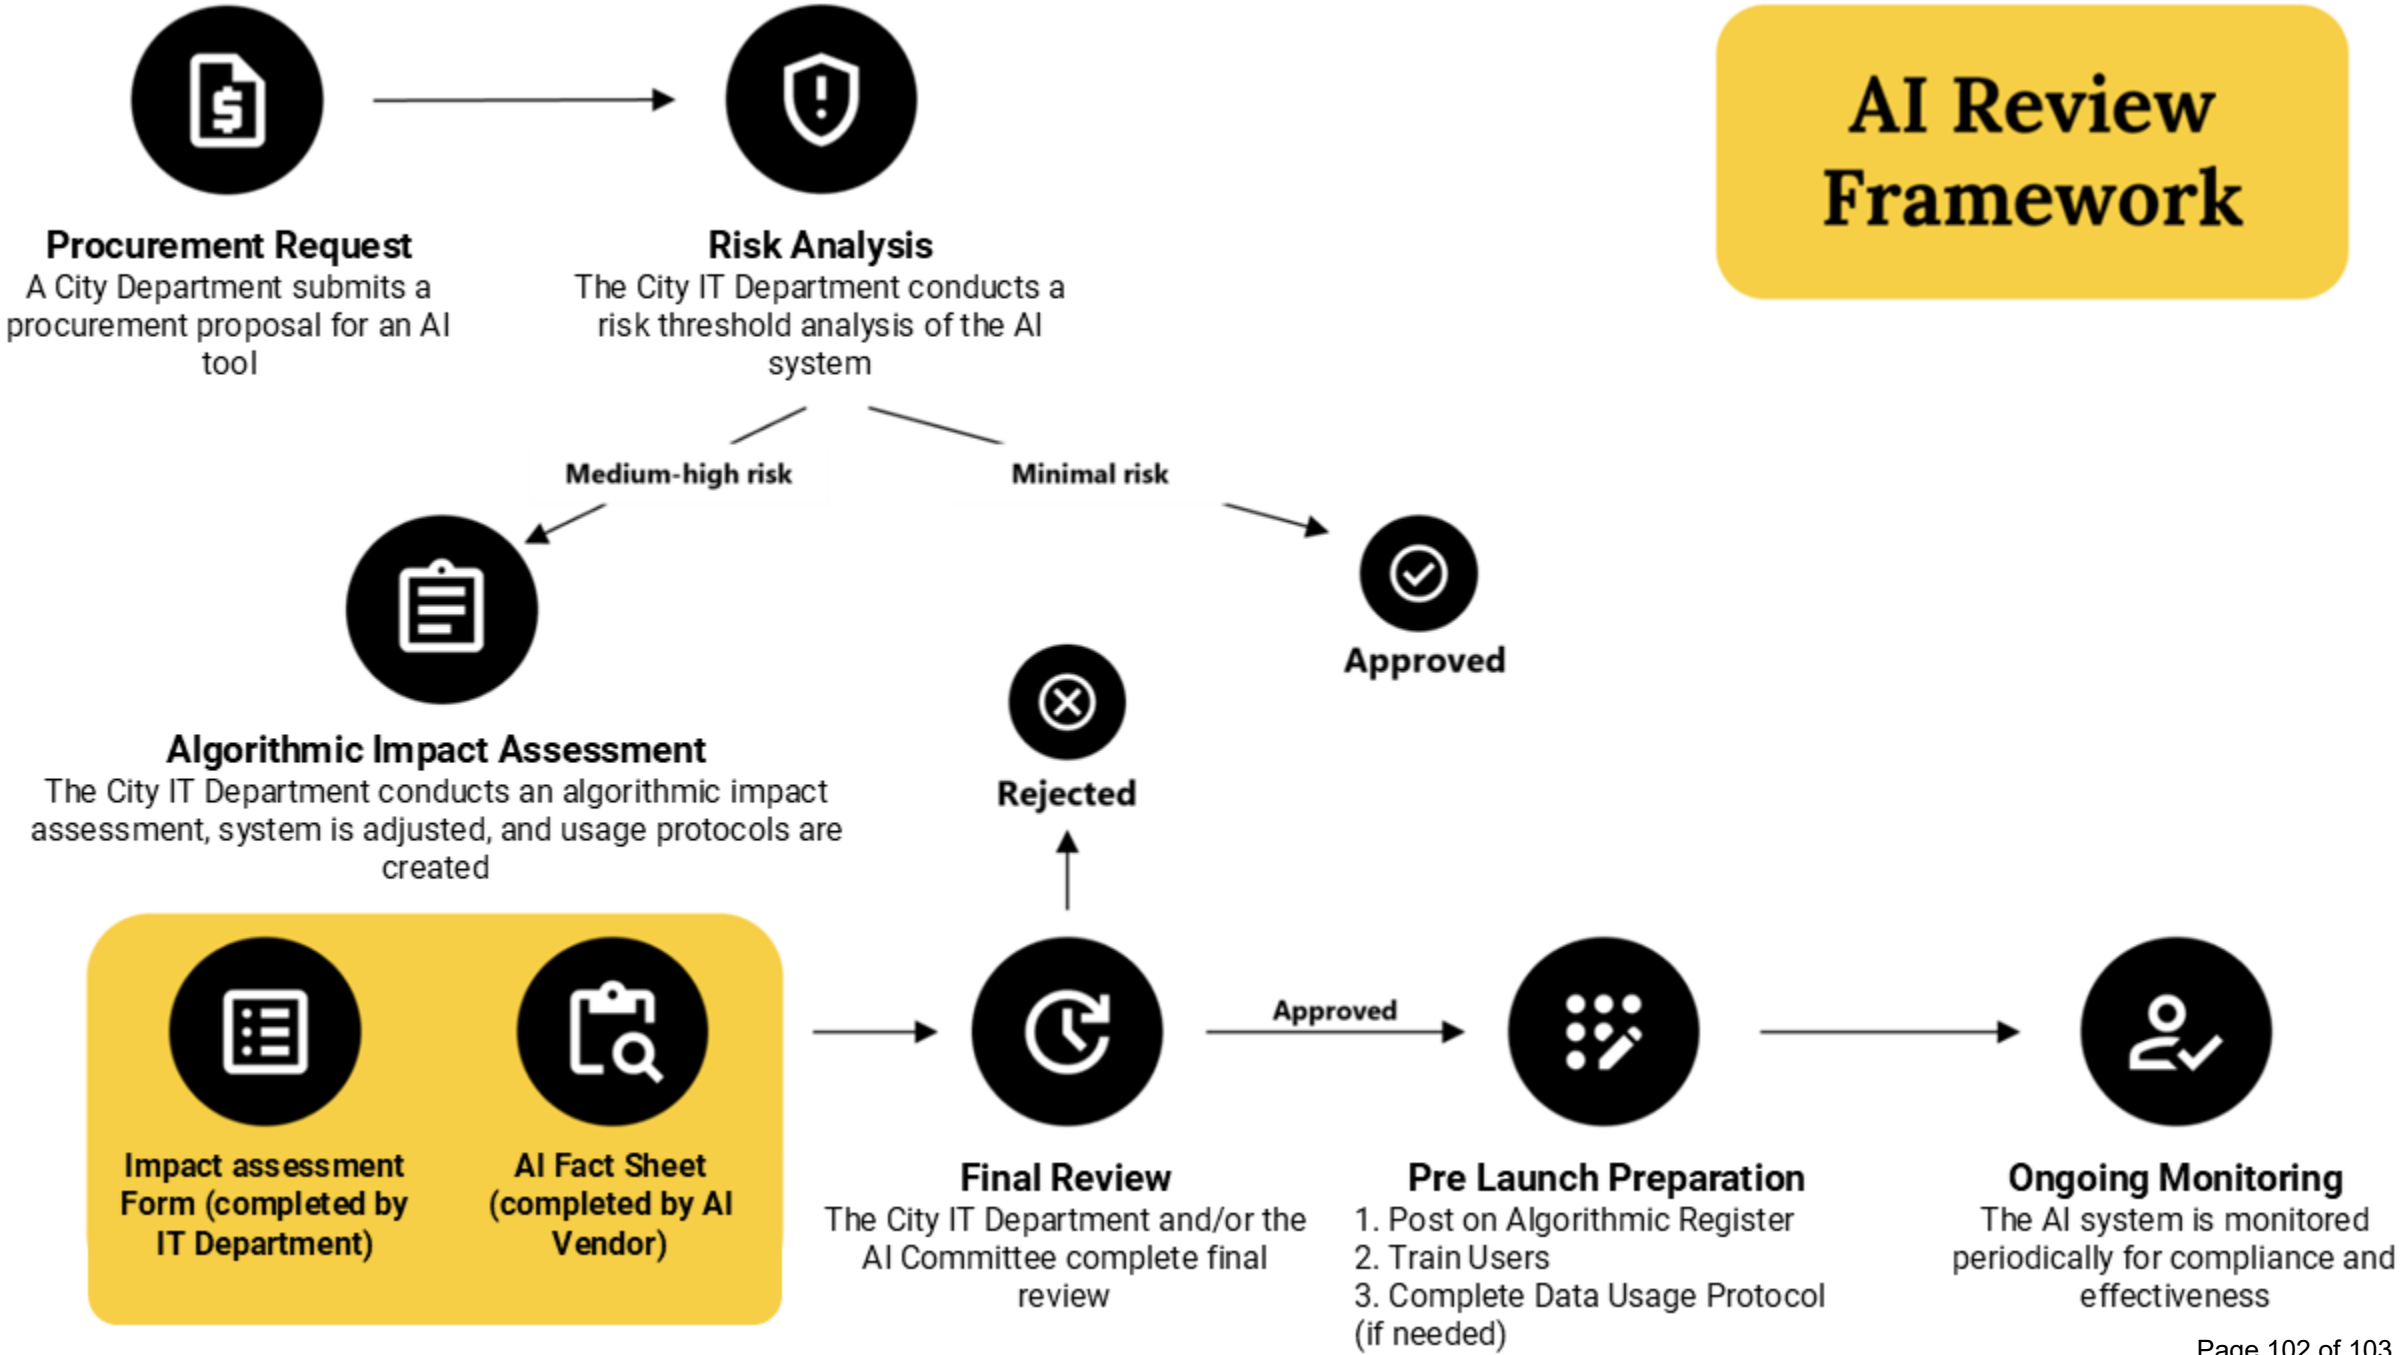 AI Review
Framework
Procurement Request
A City Department submits a
procurement proposal for an AI
tool
Risk Analysis
The City IT Department conducts a
risk threshold analysis of the AI
system
Medium-high risk
Minimal risk
Approved
Rejected
Algorithmic Impact Assessment
The City IT Department conducts an algorithmic impact
assessment, system is adjusted, and usage protocols are
created
Impact assessment
Form (completed by
IT Department)
AI Fact Sheet
(completed by AI
Vendor)
Final Review
The City IT Department and/or the
AI Committee complete final
review
Approved
Pre Launch Preparation
1. Post on Algorithmic Register
2. Train Users
3. Complete Data Usage Protocol
(if needed)
Ongoing Monitoring
The AI system is monitored
periodically for compliance and
effectiveness
Page 102 of 103